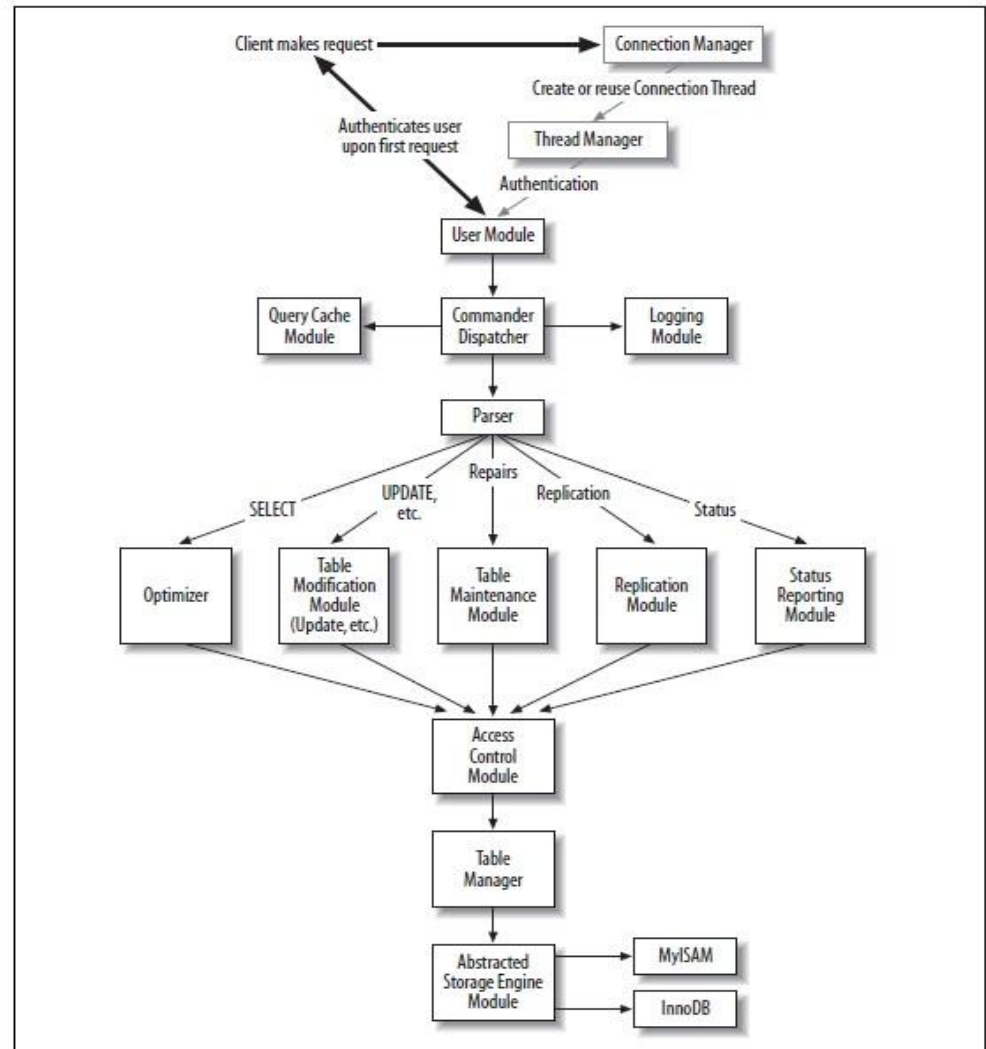 Client makes request
Connection Manager
Create or reuse Connection Thread
Authenticates user
upon first request
Thread Manager
Authentication
User Module
Query Cache
Module
Commander
Dispatcher
Logging
Module
Parser
SELECT
UPDATE,
etc.
Repairs
Replication
Status
Optimizer
Table
Modification
Module
(Update, etc.)
Table
Maintenance
Module
Replication
Module
Status
Reporting
Module
Access
Control
Module
Table
Manager
Abstracted
Storage Engine
Module
MyISAM
InnoDB